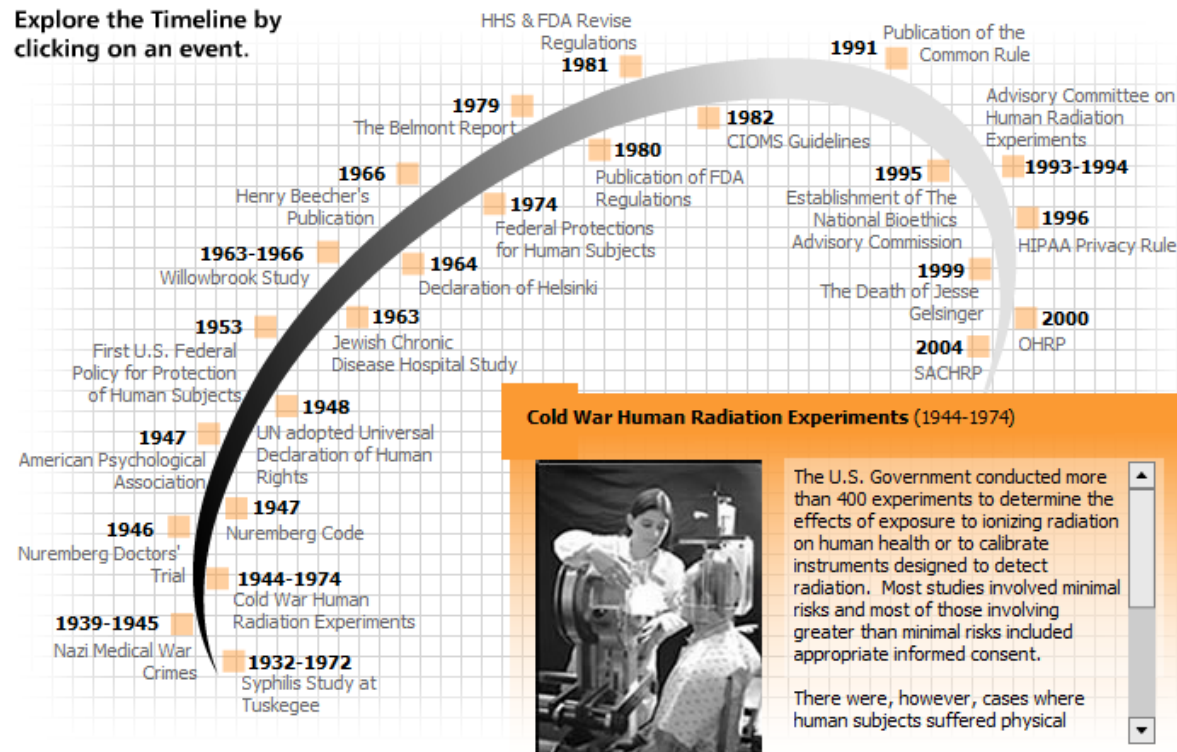 Explore the Timeline by
clicking on an event.
HHS & FDA Revise
Regulations
1981
1991
Publication of the
Common Rule
1979
The Belmont Report
1982
CIOMS Guidelines
Advisory Committee on
Human Radiation
Experiments
1993-1994
1980
Publication of FDA
Regulations
1966
Henry Beecher's
Publication
1995
Establishment of The
National Bioethics
Advisory Commission
1974
Federal Protections
for Human Subjects
1996
HIPAA Privacy Rule
1963-1966
Willowbrook Study
1964
Declaration of Helsinki
1999
The Death of Jesse
Gelsinger
1953
First U.S. Federal
Policy for Protection
of Human Subjects
1963
Jewish Chronic
Disease Hospital Study
2000
OHRP
2004
SACHRP
1948
UN adopted Universal
Declaration of Human
Rights
1947
American Psychological
Association
1947
Nuremberg Code
1946
Nuremberg Doctors'
Trial
1944-1974
Cold War Human
Radiation Experiments
1939-1945
Nazi Medical War
Crimes
1932-1972
Syphilis Study at
Tuskegee
Cold War Human Radiation Experiments (1944-1974)
The U.S. Government conducted more
than 400 experiments to determine the
effects of exposure to ionizing radiation
on human health or to calibrate
instruments designed to detect
radiation.  Most studies involved minimal
risks and most of those involving
greater than minimal risks included
appropriate informed consent.
There were, however, cases where
human subjects suffered physical